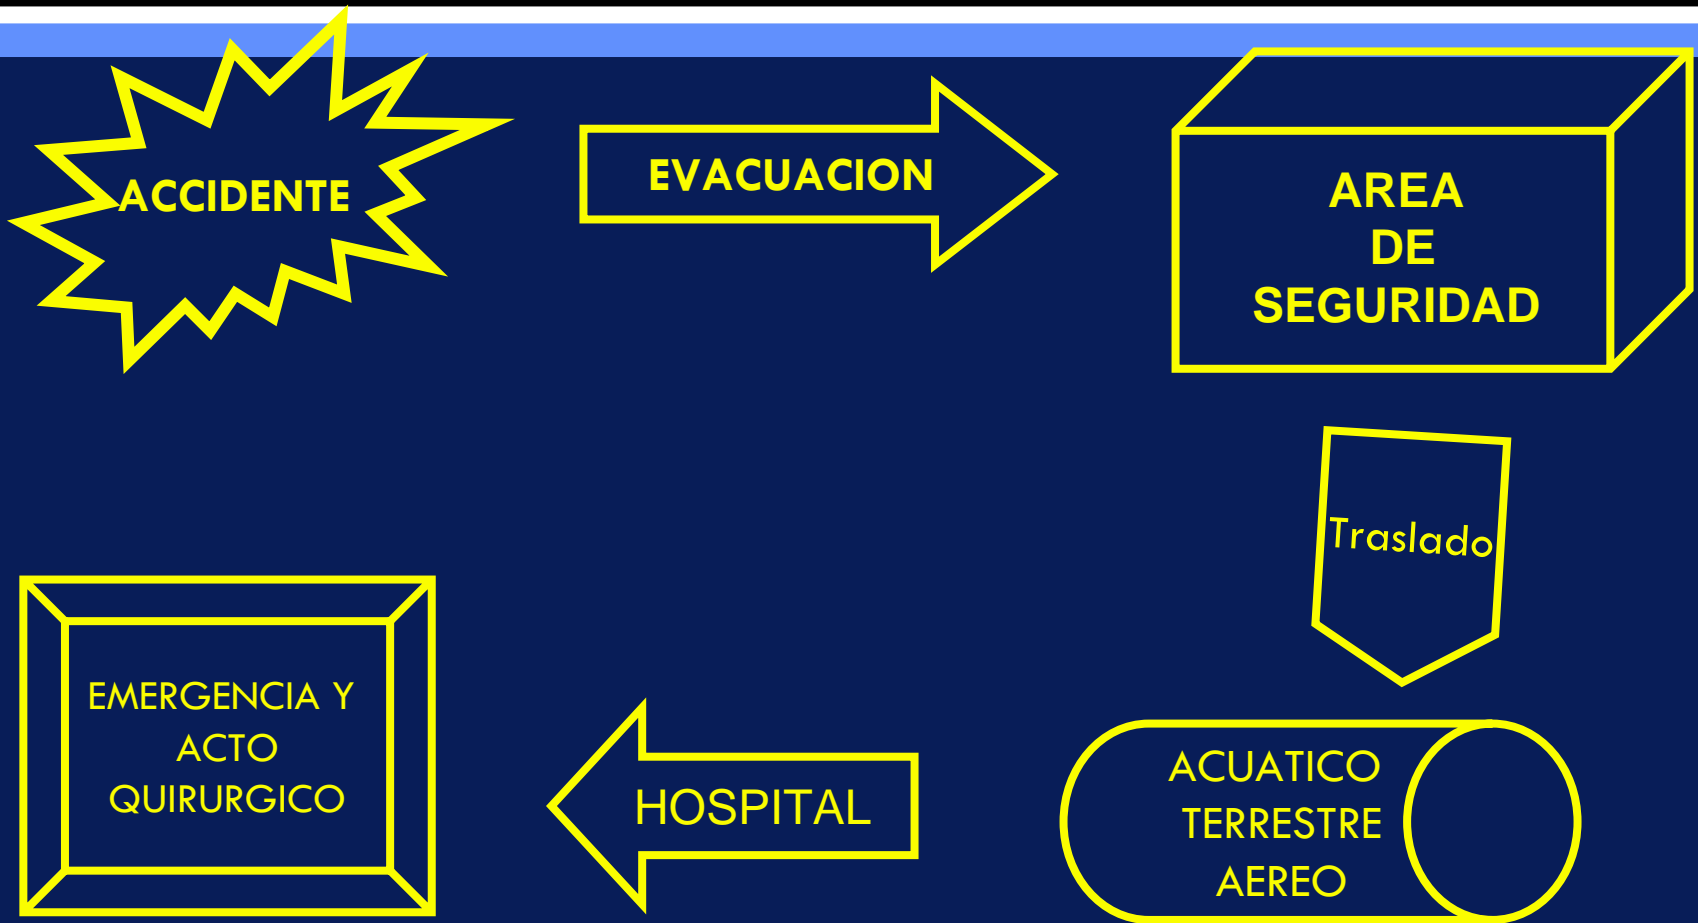 ACCIDENTE
EVACUACION
AREA
DE
SEGURIDAD
Traslado
ACUATICO
TERRESTRE
AEREO
HOSPITAL
EMERGENCIA Y
ACTO
QUIRURGICO